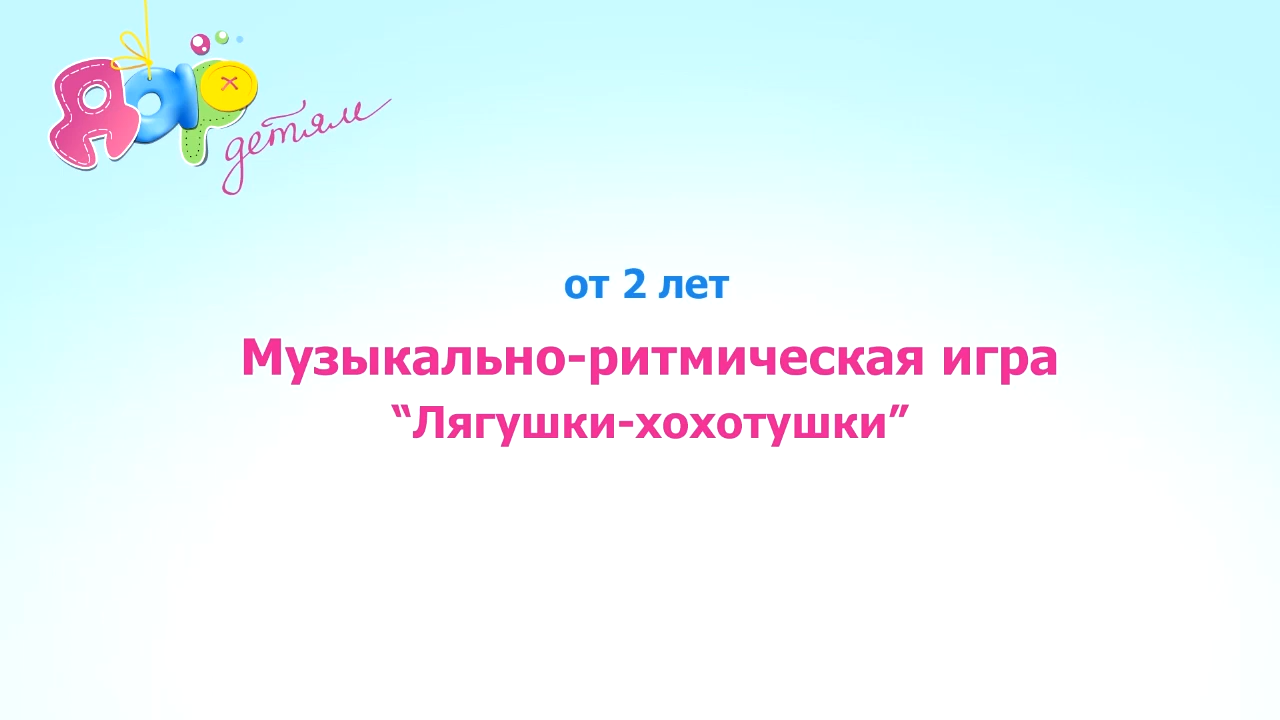 детям
от 2 лет
Музыкально-ритмическая игра
“Лягушки-хохотушки”